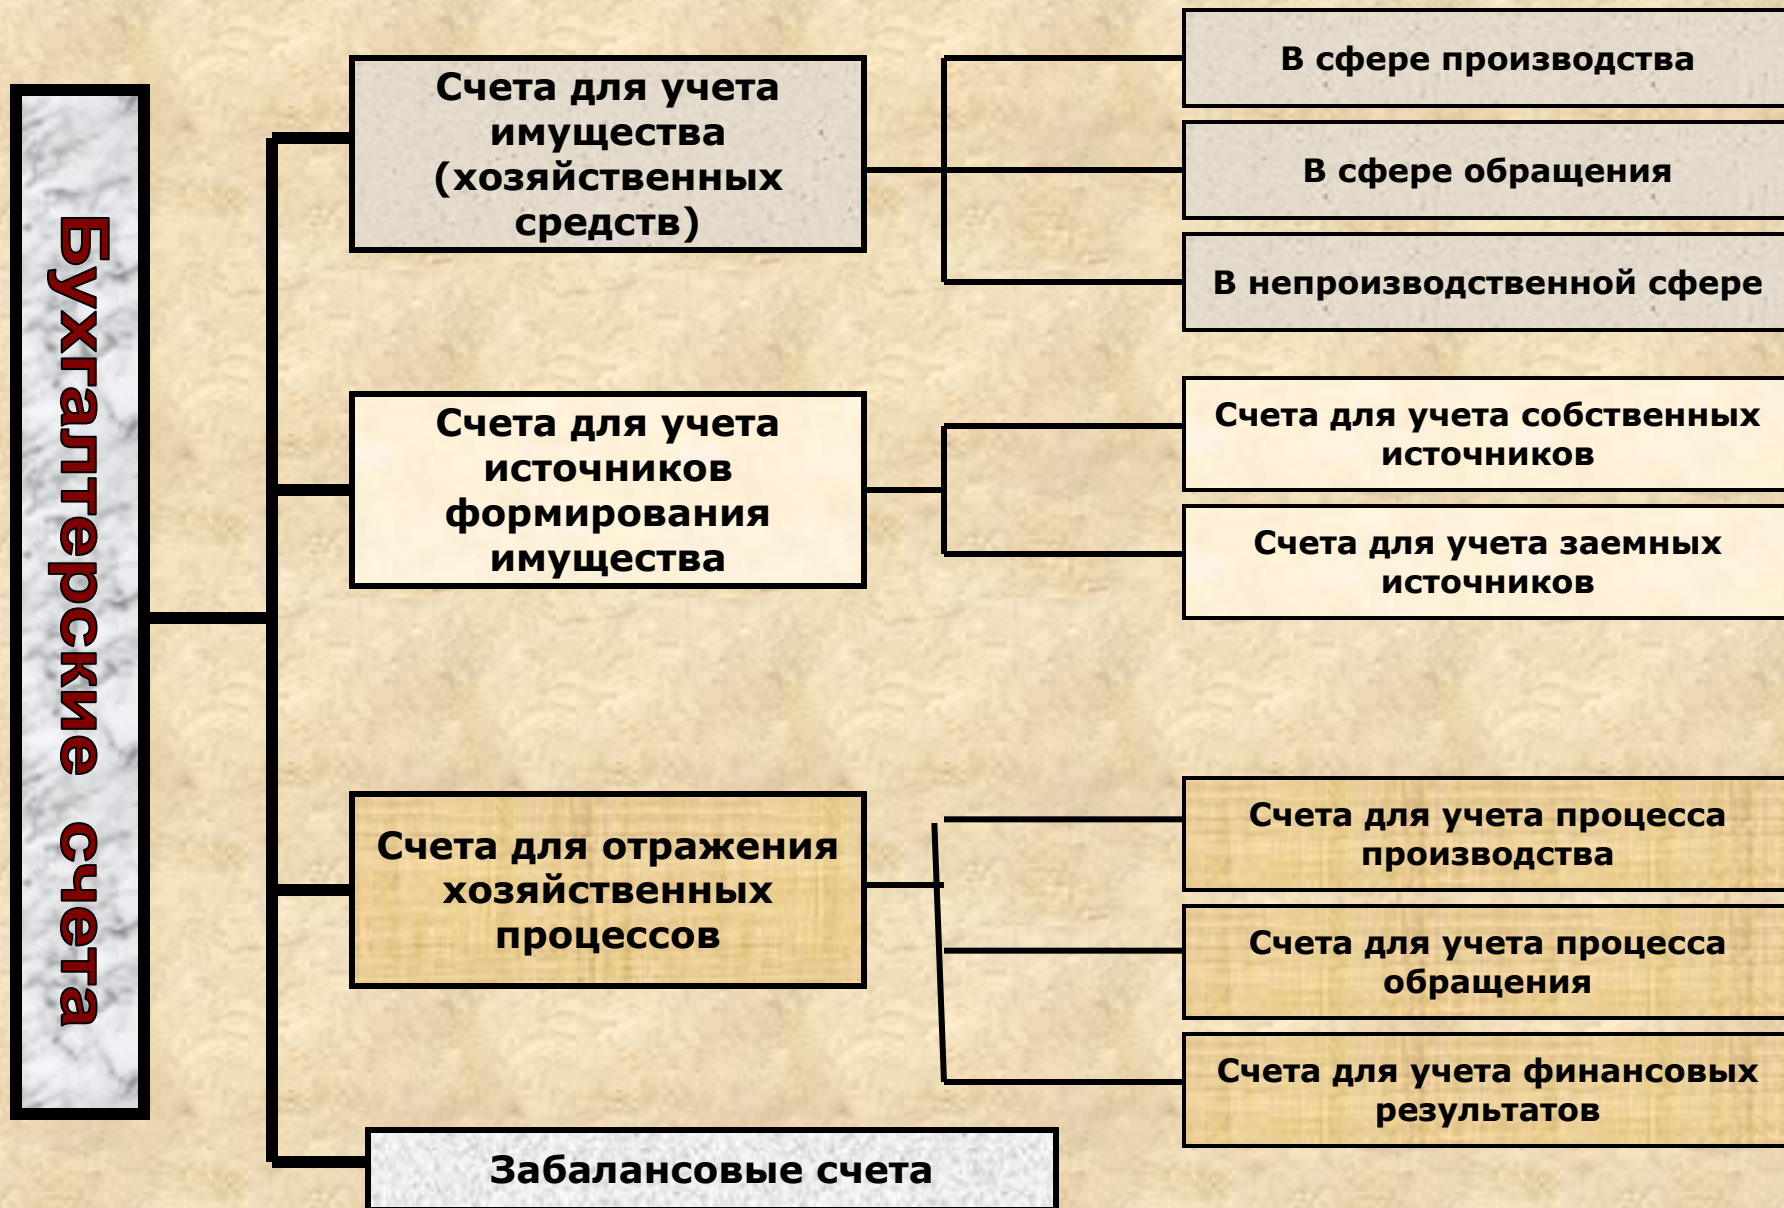 Бухгалтерские счета
Счета для учета
имущества
(хозяйственных
средств)
В сфере производства
В сфере обращения
В непроизводственной сфере
Счета для учета
источников
формирования
имущества
Счета для учета собственных
источников
Счета для учета заемных
источников
Счета для отражения
хозяйственных
процессов
Счета для учета процесса
производства
Счета для учета процесса
обращения
Счета для учета финансовых
результатов
Забалансовые счета